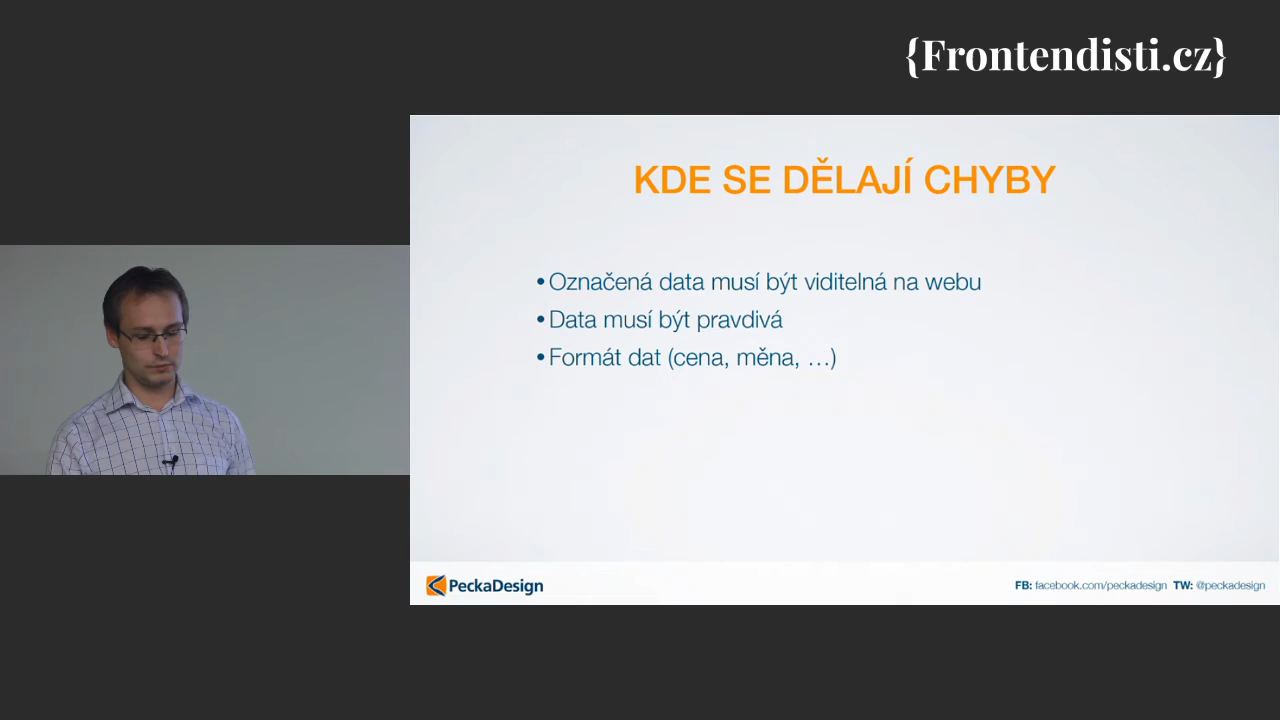 {Frontendisti.cz}
KDE SE DĚLAJÍ CHYBY
•Označená data musí být viditelná na webu
•Data musí být pravdivá
•Formát dat (cena, měna, …)
PeckaDesign
FB: facebook.com/peckadesign TW: @peckadesign